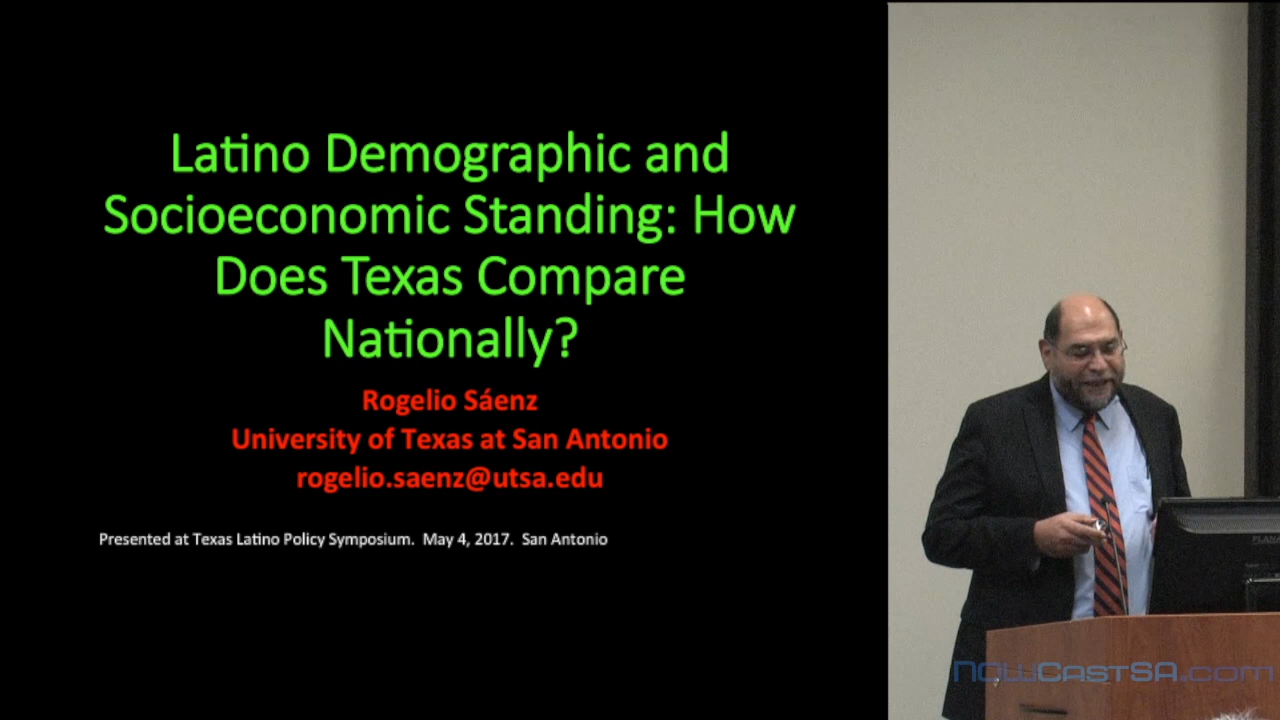 Latino Demographic and
Socioeconomic Standing: How
Does Texas Compare
Nationally?
Rogelio Sáenz
University of Texas at San Antonio
rogelio.saenz@utsa.edu
Presented at Texas Latino Policy Symposium.  May 4, 2017.  San Antonio
PLANAR
NOWCastSA.com